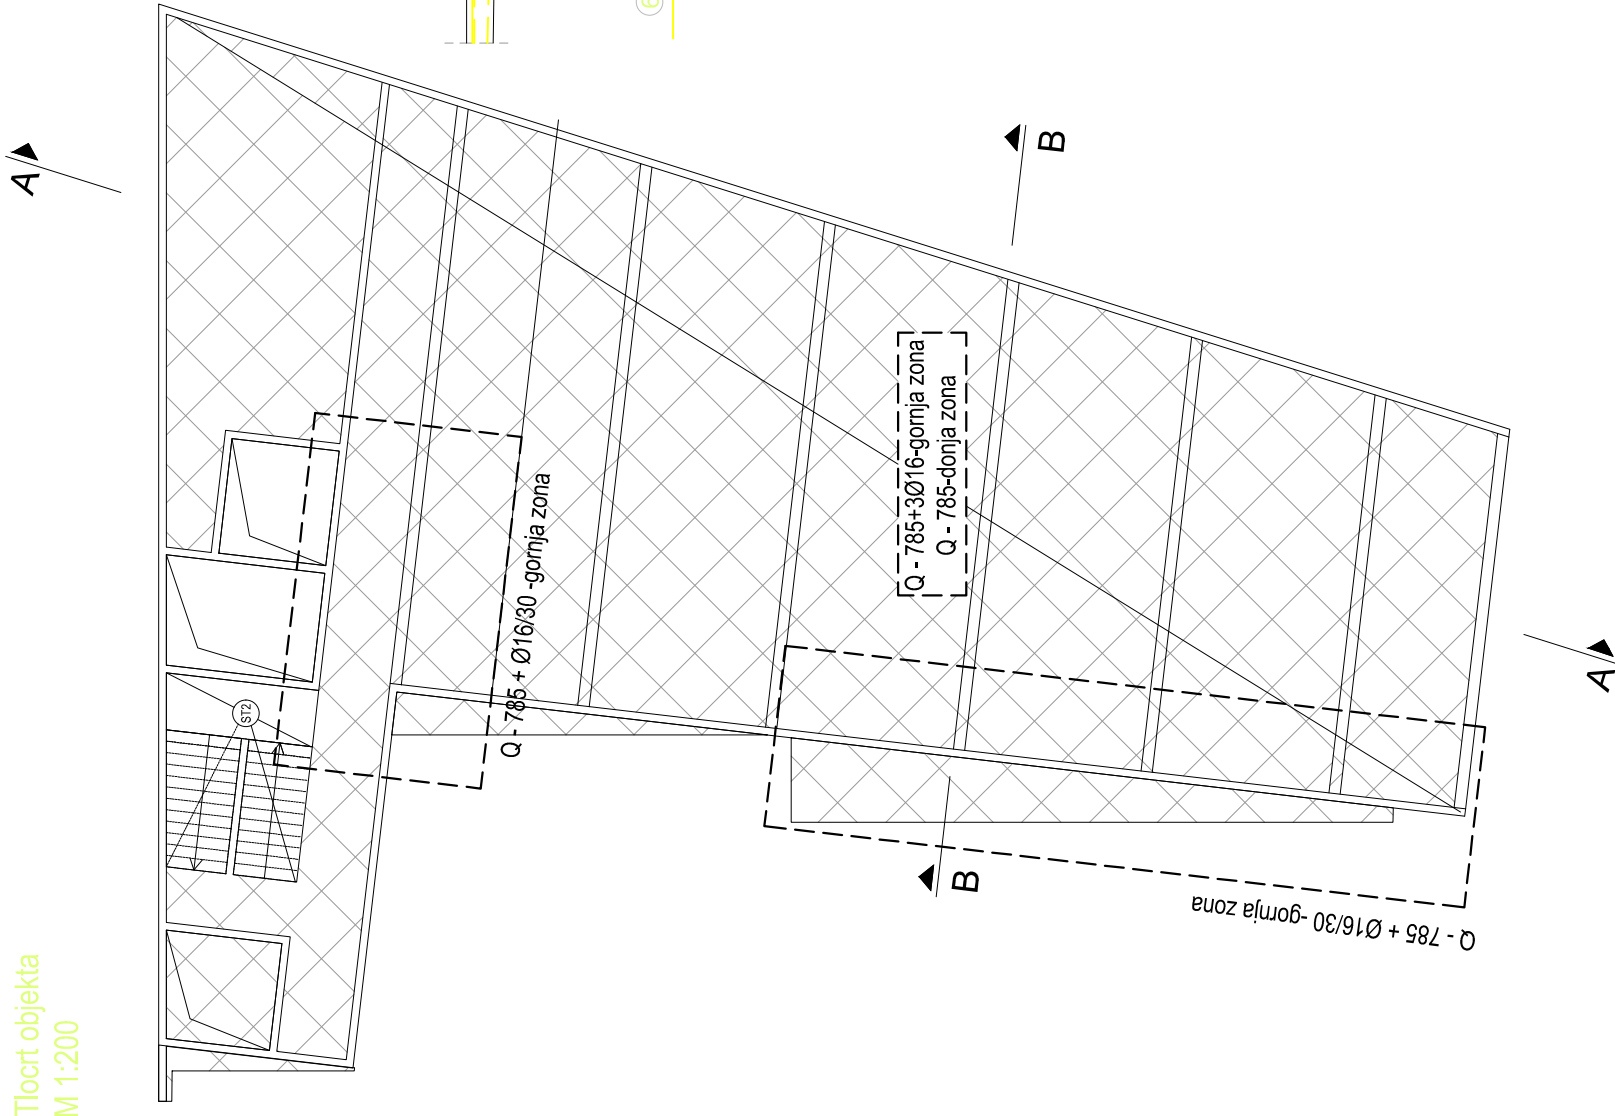 6
A
B
Q - 785+3Ø16-gornja zona
Q - 785-donja zona
Q - 785 + Ø16/30 -gornja zona
ST2
A
B
Q - 785 + Ø16/30 -gornja zona
Tlocrt objekta
M 1:200